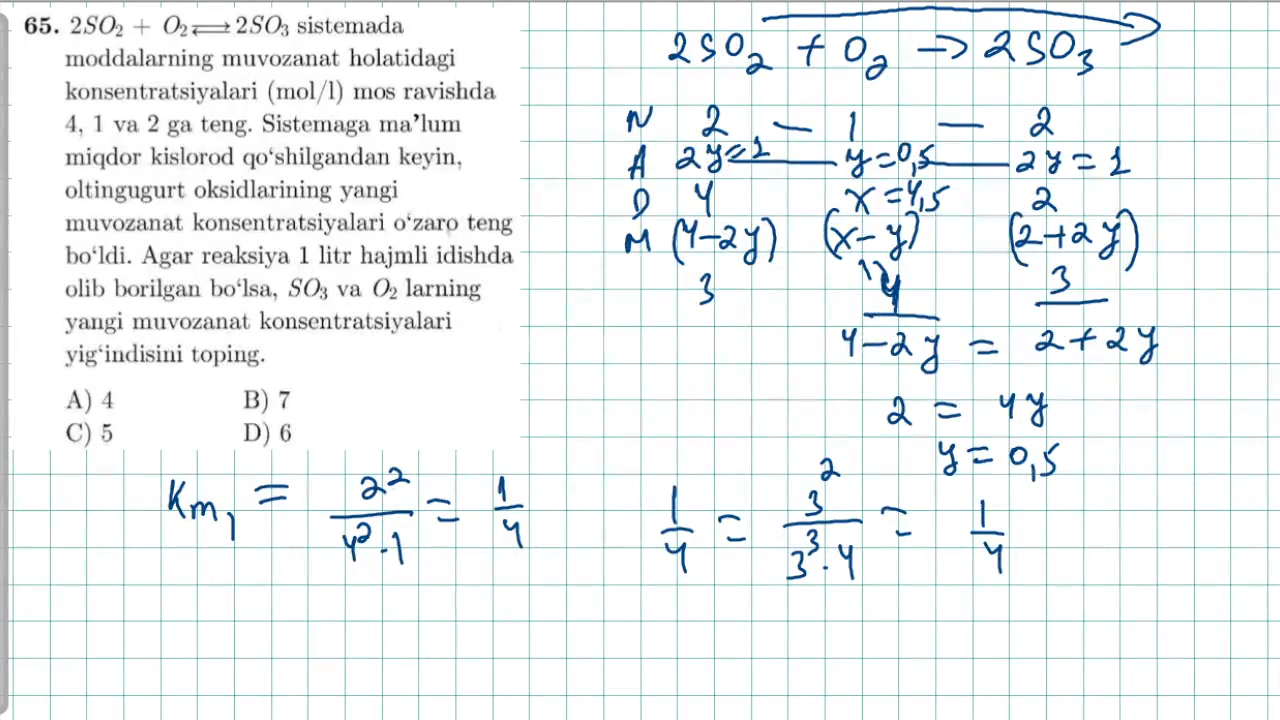 65. 2SO₂ + O₂⇌2SO₃ sistemada
moddalarning muvozanat holatidagi
konsentratsiyalari (mol/l) mos ravishda
4, 1 va 2 ga teng. Sistemaga ma’lum
miqdor kislorod qo‘shilgandan keyin,
oltingugurt oksidlarining yangi
muvozanat konsentratsiyalari o‘zaro teng
bo‘ldi. Agar reaksiya 1 litr hajmli idishda
olib borilgan bo‘lsa, SO₃ va O₂ larning
yangi muvozanat konsentratsiyalari
yig‘indisini toping.
A) 4 B) 7
C) 5 D) 6
2SO₂ + O₂ → 2SO₃
N 2 — 1 — 2
A 2y=1 y=0,5 2y=1
D 4 x=4,5 2
M (4-2y) (x-y) (2+2y)
3 4 3
4-2y = 2+2y
2 = 4y
y = 0,5
Km₁ = 2²/4²·1 = 1/4
1/4 = 3²/3³·4 = 1/4